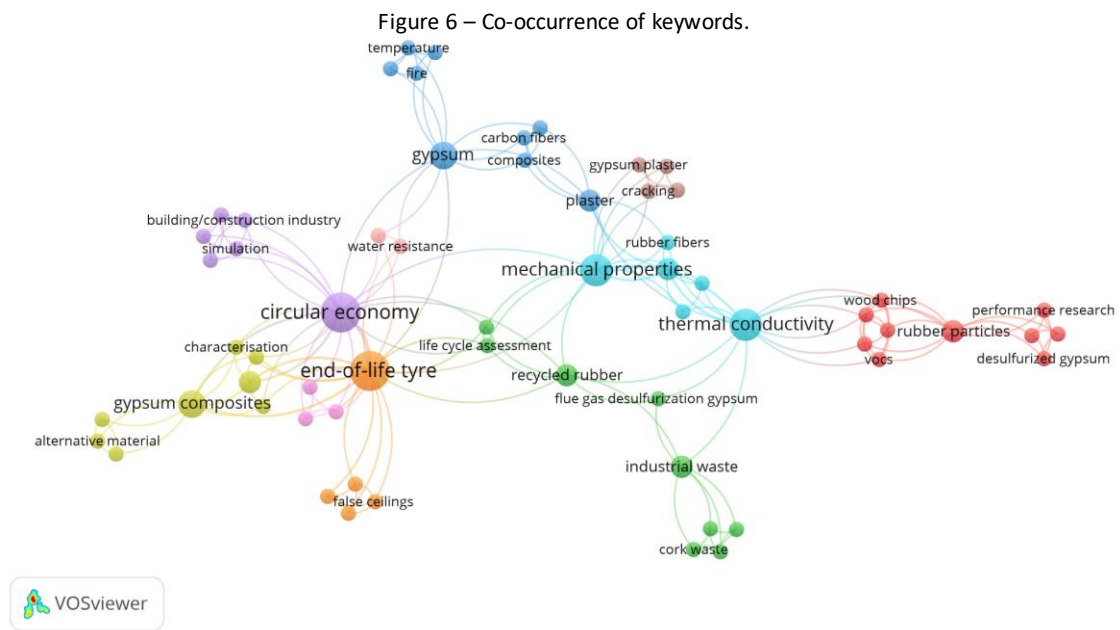 Figure 6 – Co-occurrence of keywords.
temperature
fire
carbon fibers
gypsum
composites
gypsum plaster
cracking
plaster
building/construction industry
simulation
water resistance
rubber fibers
mechanical properties
circular economy
thermal conductivity
wood chips
rubber particles
performance research
vocs
desulfurized gypsum
characterisation
life cycle assessment
end-of-life tyre
recycled rubber
gypsum composites
flue gas desulfurization gypsum
alternative material
industrial waste
false ceilings
cork waste
VOSviewer